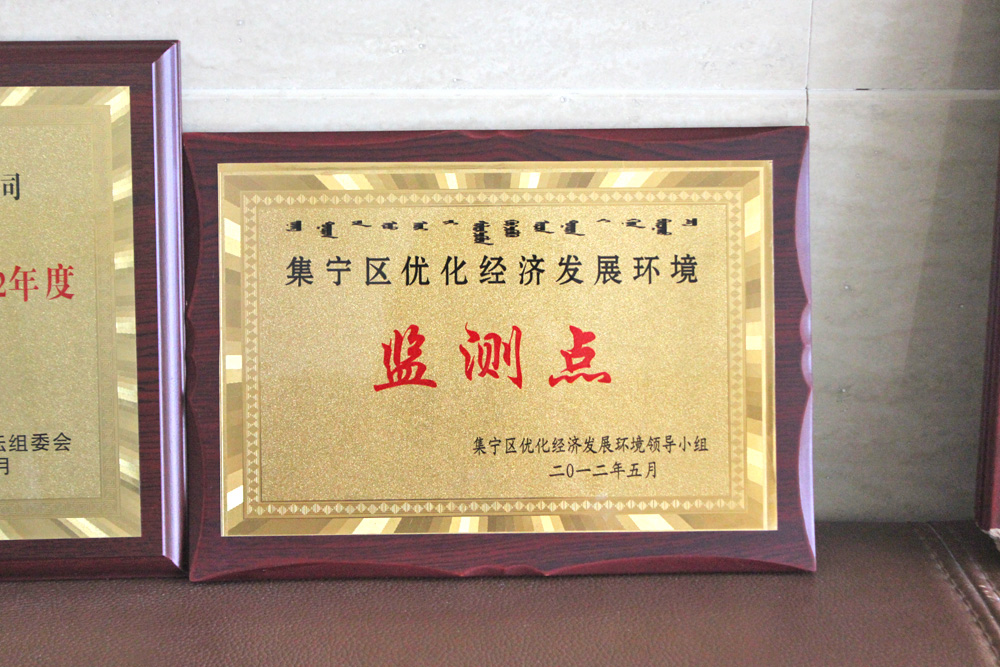 司
2年度
组委会
月
集宁区优化经济发展环境
监测点
集宁区优化经济发展环境领导小组
二〇一二年五月